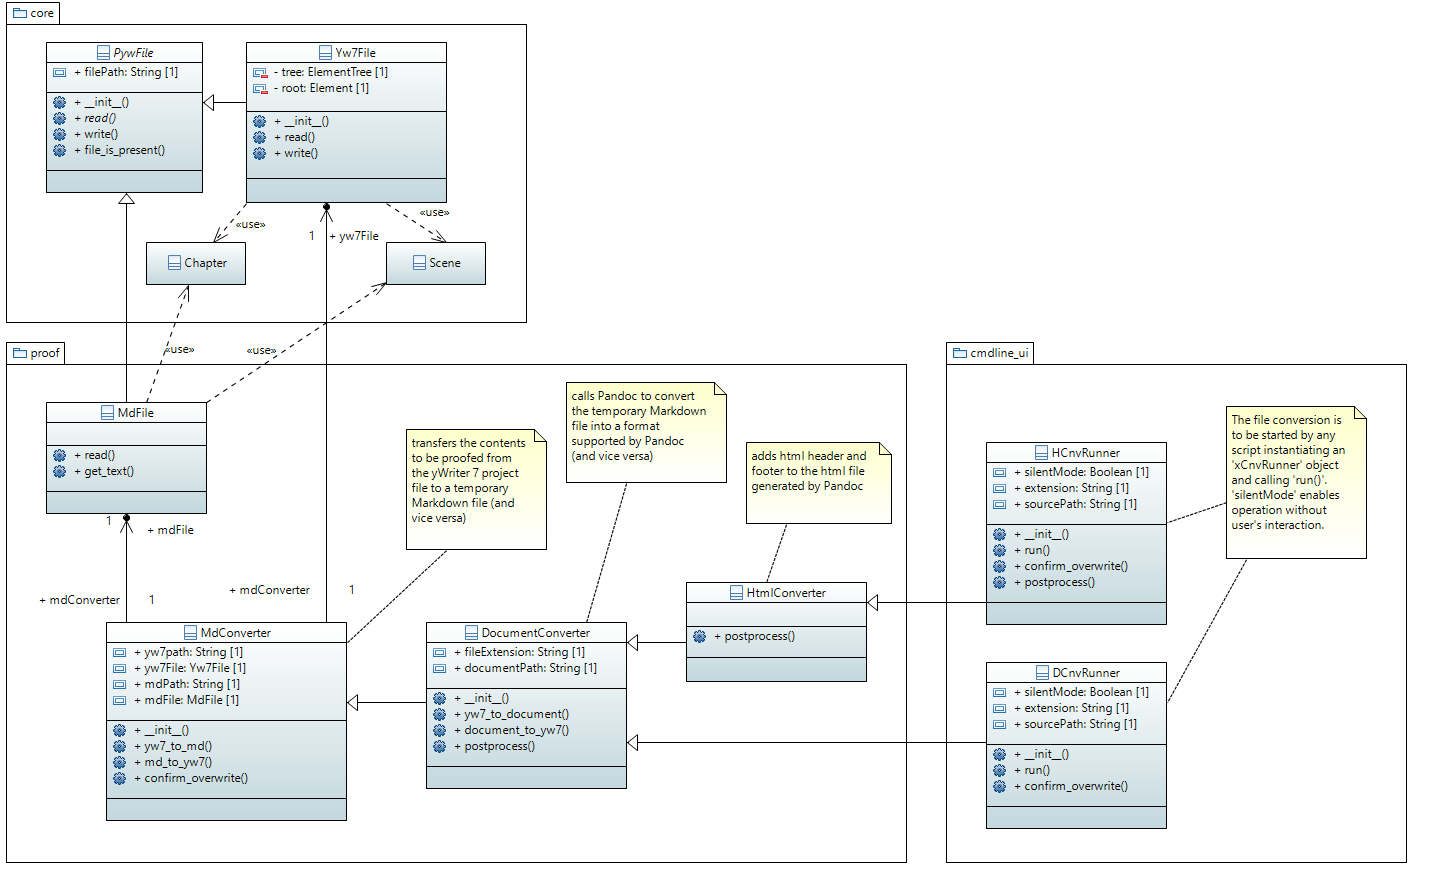 core
PywFile
+ filePath: String [1]
+ __init__()
+ read()
+ write()
+ file_is_present()
Yw7File
- tree: ElementTree [1]
- root: Element [1]
+ __init__()
+ read()
+ write()
«use»
«use»
1
+ yw7File
Chapter
Scene
«use»
«use»
proof
MdFile
+ read()
+ get_text()
1
+ mdFile
+ mdConverter
1
+ mdConverter
1
transfers the contents
to be proofed from
the yWriter 7 project
file to a temporary
Markdown file (and
vice versa)
calls Pandoc to convert
the temporary Markdown
file into a format
supported by Pandoc
(and vice versa)
adds html header and
footer to the html file
generated by Pandoc
MdConverter
+ yw7path: String [1]
+ yw7File: Yw7File [1]
+ mdPath: String [1]
+ mdFile: MdFile [1]
+ __init__()
+ yw7_to_md()
+ md_to_yw7()
+ confirm_overwrite()
DocumentConverter
+ fileExtension: String [1]
+ documentPath: String [1]
+ __init__()
+ yw7_to_document()
+ document_to_yw7()
+ postprocess()
HtmlConverter
+ postprocess()
cmdline_ui
HCnvRunner
+ silentMode: Boolean [1]
+ extension: String [1]
+ sourcePath: String [1]
+ __init__()
+ run()
+ confirm_overwrite()
+ postprocess()
The file conversion is
to be started by any
script instantiating an
'xCnvRunner' object
and calling 'run()'.
'silentMode' enables
operation without
user's interaction.
DCnvRunner
+ silentMode: Boolean [1]
+ extension: String [1]
+ sourcePath: String [1]
+ __init__()
+ run()
+ confirm_overwrite()